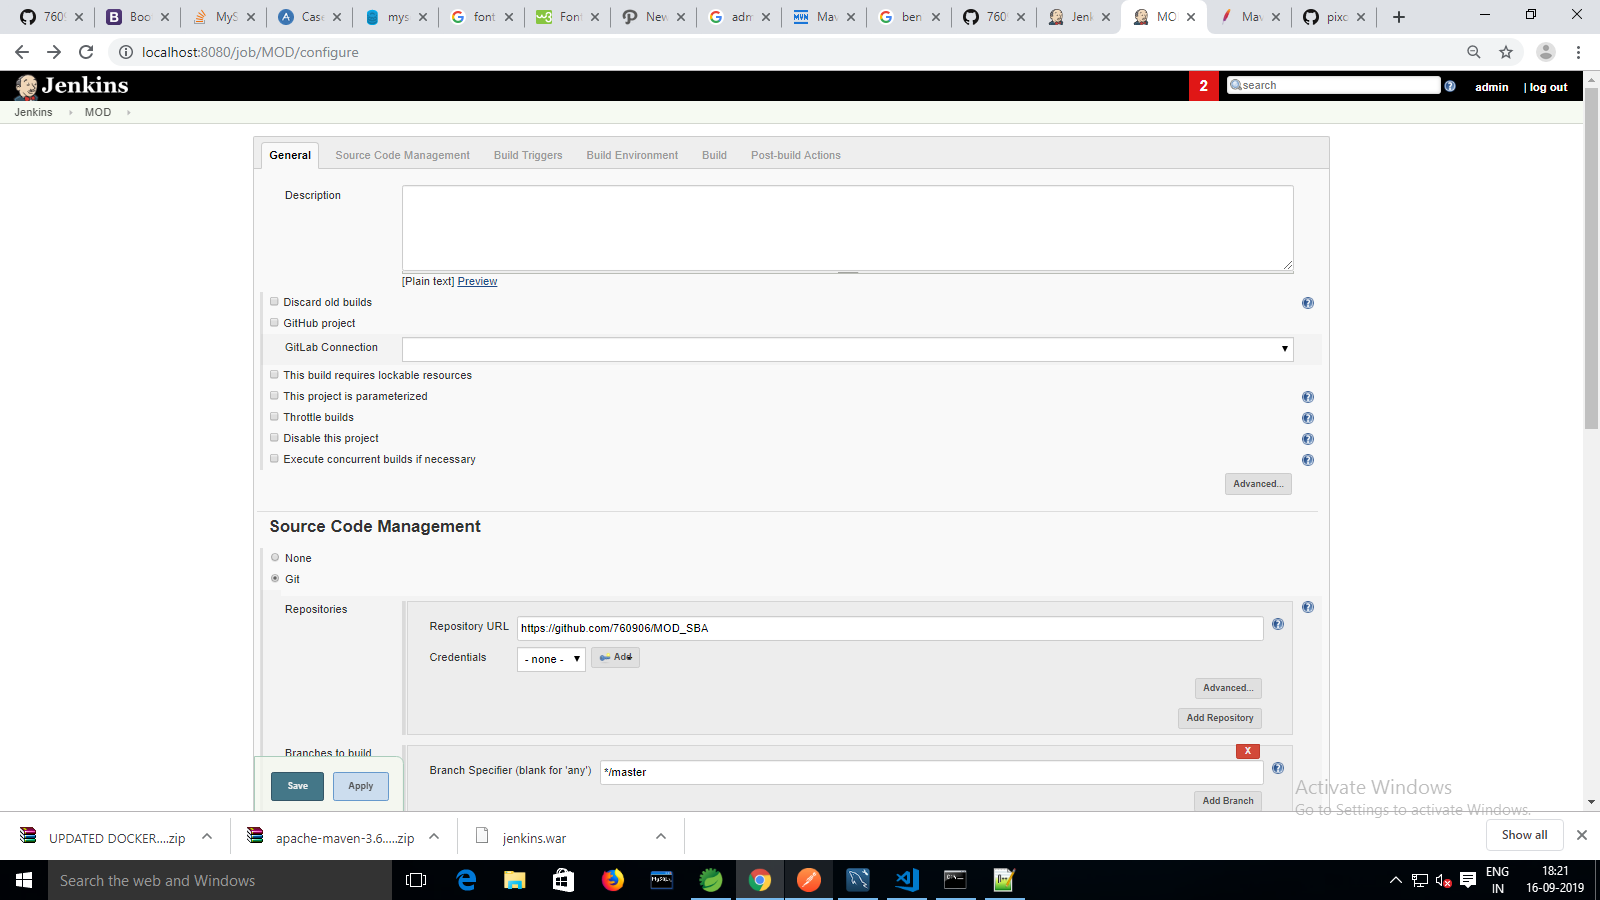 7609
Boo
MyS
Case
mys
font
Font
New
adm
Mav
ben
7609
Jenk
MO
Mav
pixc
localhost:8080/job/MOD/configure
Jenkins
2
search
admin
| log out
Jenkins
MOD
General
Source Code Management
Build Triggers
Build Environment
Build
Post-build Actions
Description
[Plain text] Preview
Discard old builds
GitHub project
GitLab Connection
This build requires lockable resources
This project is parameterized
Throttle builds
Disable this project
Execute concurrent builds if necessary
Advanced...
Source Code Management
None
Git
Repositories
Repository URL
https://github.com/760906/MOD_SBA
Credentials
- none -
Add
Advanced...
Add Repository
Branches to build
X
Branch Specifier (blank for 'any')
*/master
Add Branch
Save
Apply
Activate Windows
Go to Settings to activate Windows.
UPDATED DOCKER....zip
apache-maven-3.6.....zip
jenkins.war
Show all
Search the web and Windows
ENG
IN
18:21
16-09-2019